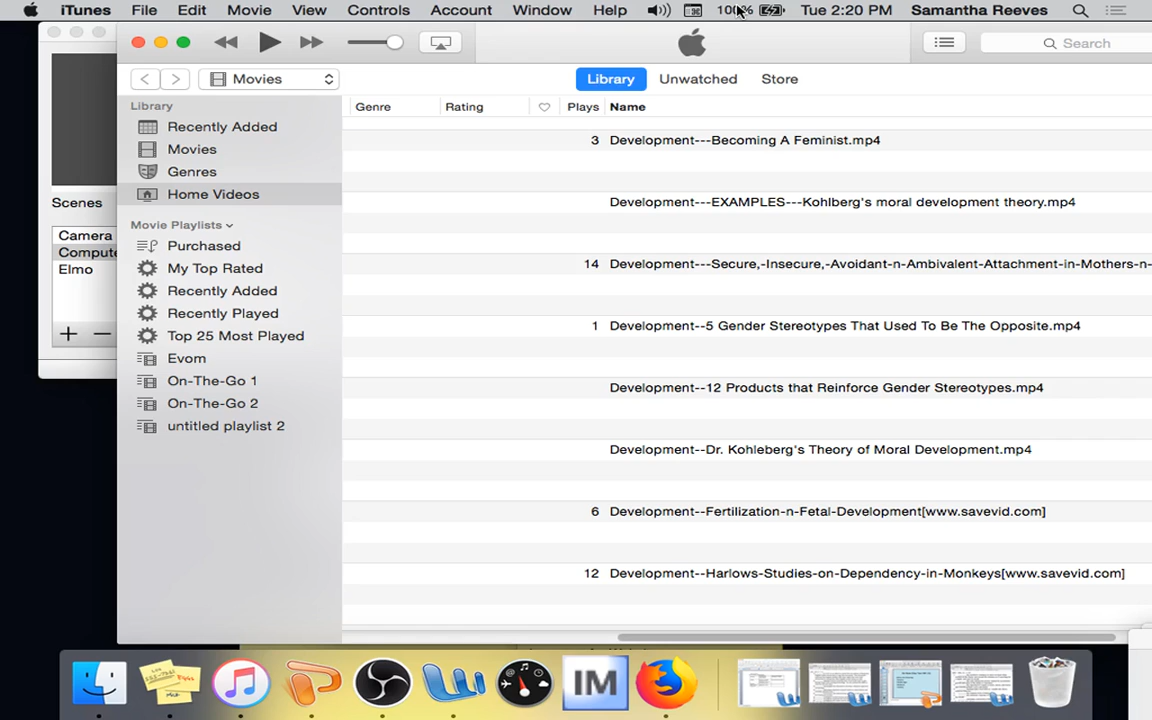 iTunes File Edit Movie View Controls Account Window Help 100% Tue 2:20 PM Samantha Reeves
Search
Movies Library Unwatched Store
Library
Genre Rating Plays Name
Recently Added
Movies
Genres
Home Videos
Movie Playlists
Purchased
My Top Rated
Recently Added
Recently Played
Top 25 Most Played
Evom
On-The-Go 1
On-The-Go 2
untitled playlist 2
3 Development---Becoming A Feminist.mp4
Development---EXAMPLES---Kohlberg's moral development theory.mp4
14 Development---Secure,-Insecure,-Avoidant-n-Ambivalent-Attachment-in-Mothers-n-
1 Development--5 Gender Stereotypes That Used To Be The Opposite.mp4
Development--12 Products that Reinforce Gender Stereotypes.mp4
Development--Dr. Kohleberg's Theory of Moral Development.mp4
6 Development--Fertilization-n-Fetal-Development[www.savevid.com]
12 Development--Harlows-Studies-on-Dependency-in-Monkeys[www.savevid.com]
Scenes
Camera
Compute
Elmo
IM